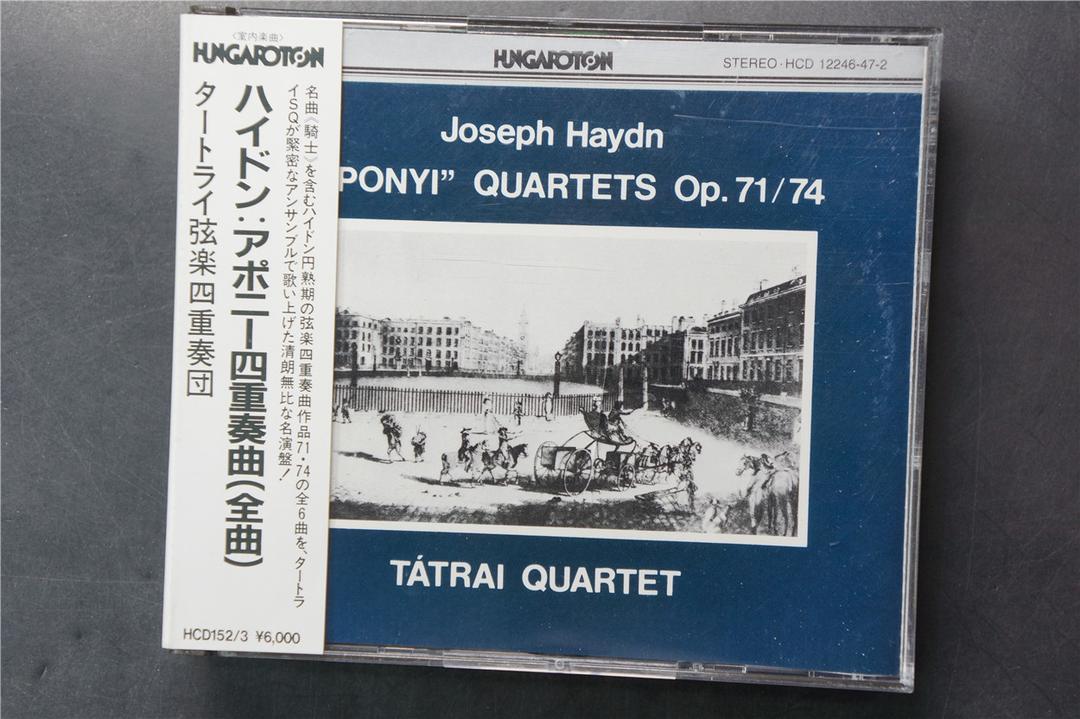 〈室内楽曲〉
HUNGAROTON
名曲《騎士》を含むハイドン円熟期の弦楽四重奏曲作品71・74の全6曲を、タートラ
イSQが緊密なアンサンブルで歌い上げた清朗無比な名演盤！
ハイドン:アポニー四重奏曲(全曲)
タートライ弦楽四重奏団
HCD152/3 ¥6,000
HUNGAROTON
STEREO·HCD 12246-47-2
Joseph Haydn
PONYI” QUARTETS Op.71/74
TÁTRAI QUARTET